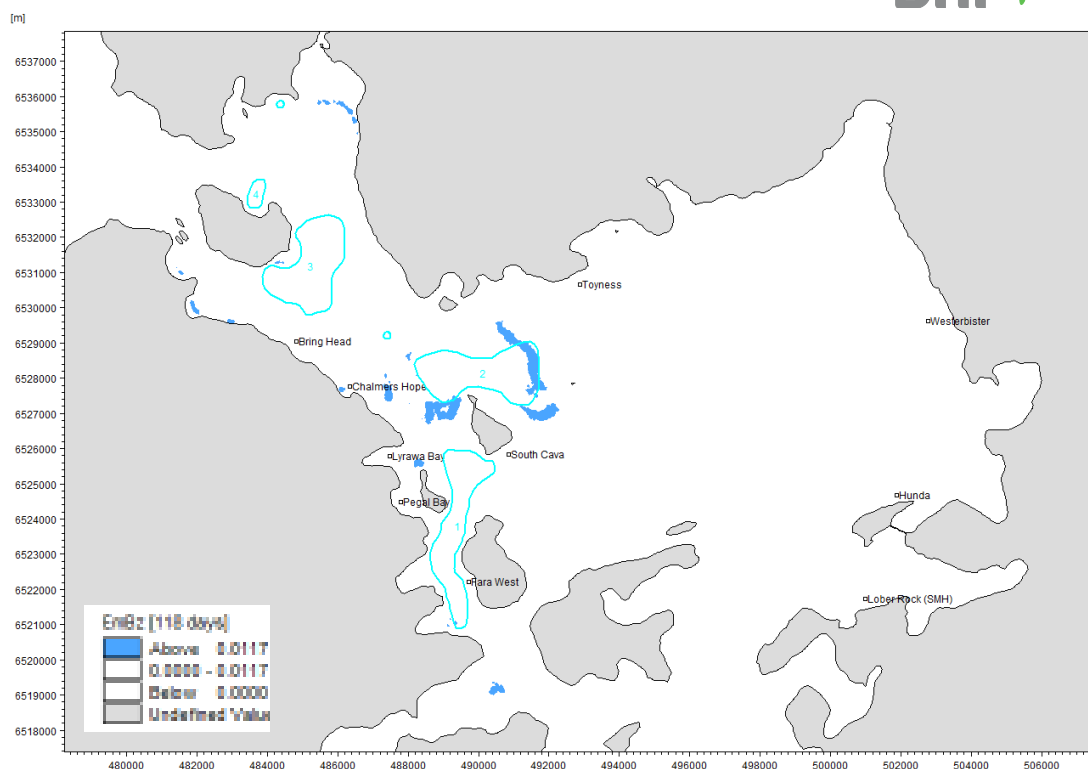 [m]
6537000
6536000
6535000
6534000
6533000
6532000
6531000
6530000
6529000
6528000
6527000
6526000
6525000
6524000
6523000
6522000
6521000
6520000
6519000
6518000
4
3
Toyness
Westerbister
Bring Head
2
Chalmers Hope
Lyrawa Bay
South Cava
Pegal Bay
Hunda
1
Fara West
Lober Rock (SMH)
EmBz [118 days]
Above 0.0117
0.0000 - 0.0117
Below 0.0000
Undefined Value
480000 482000 484000 486000 488000 490000 492000 494000 496000 498000 500000 502000 504000 506000